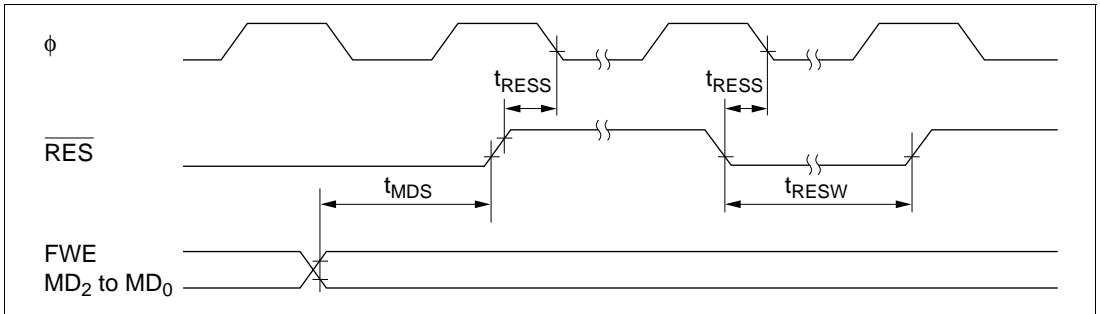 ϕ
tRESS tRESS
RES
tMDS tRESW
FWE
MD2 to MD0